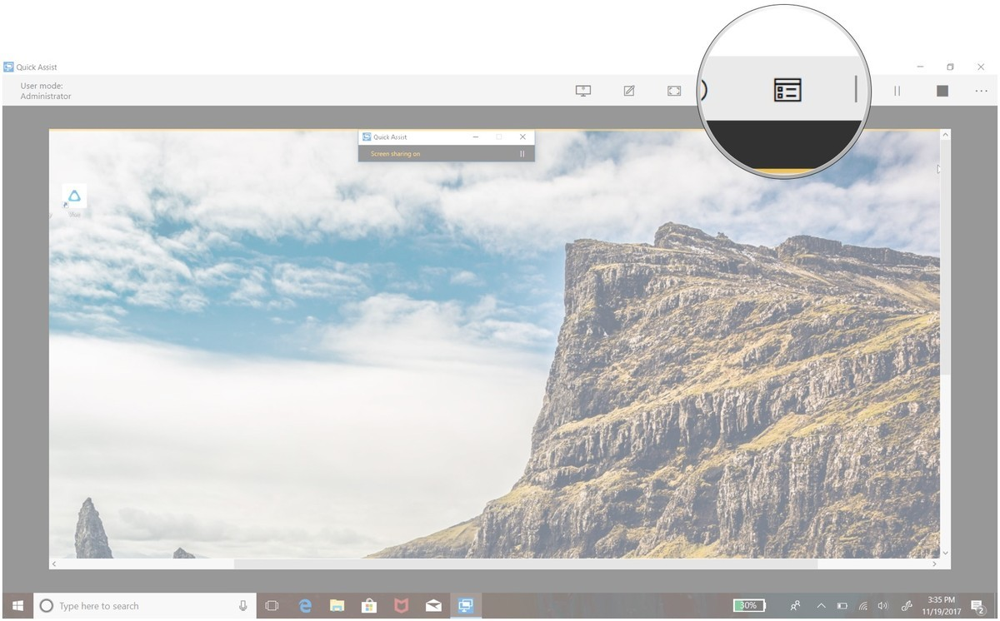 Quick Assist
User mode:
Administrator
Quick Assist
Screen sharing on
30%
Type here to search
3:35 PM
11/19/2017
2